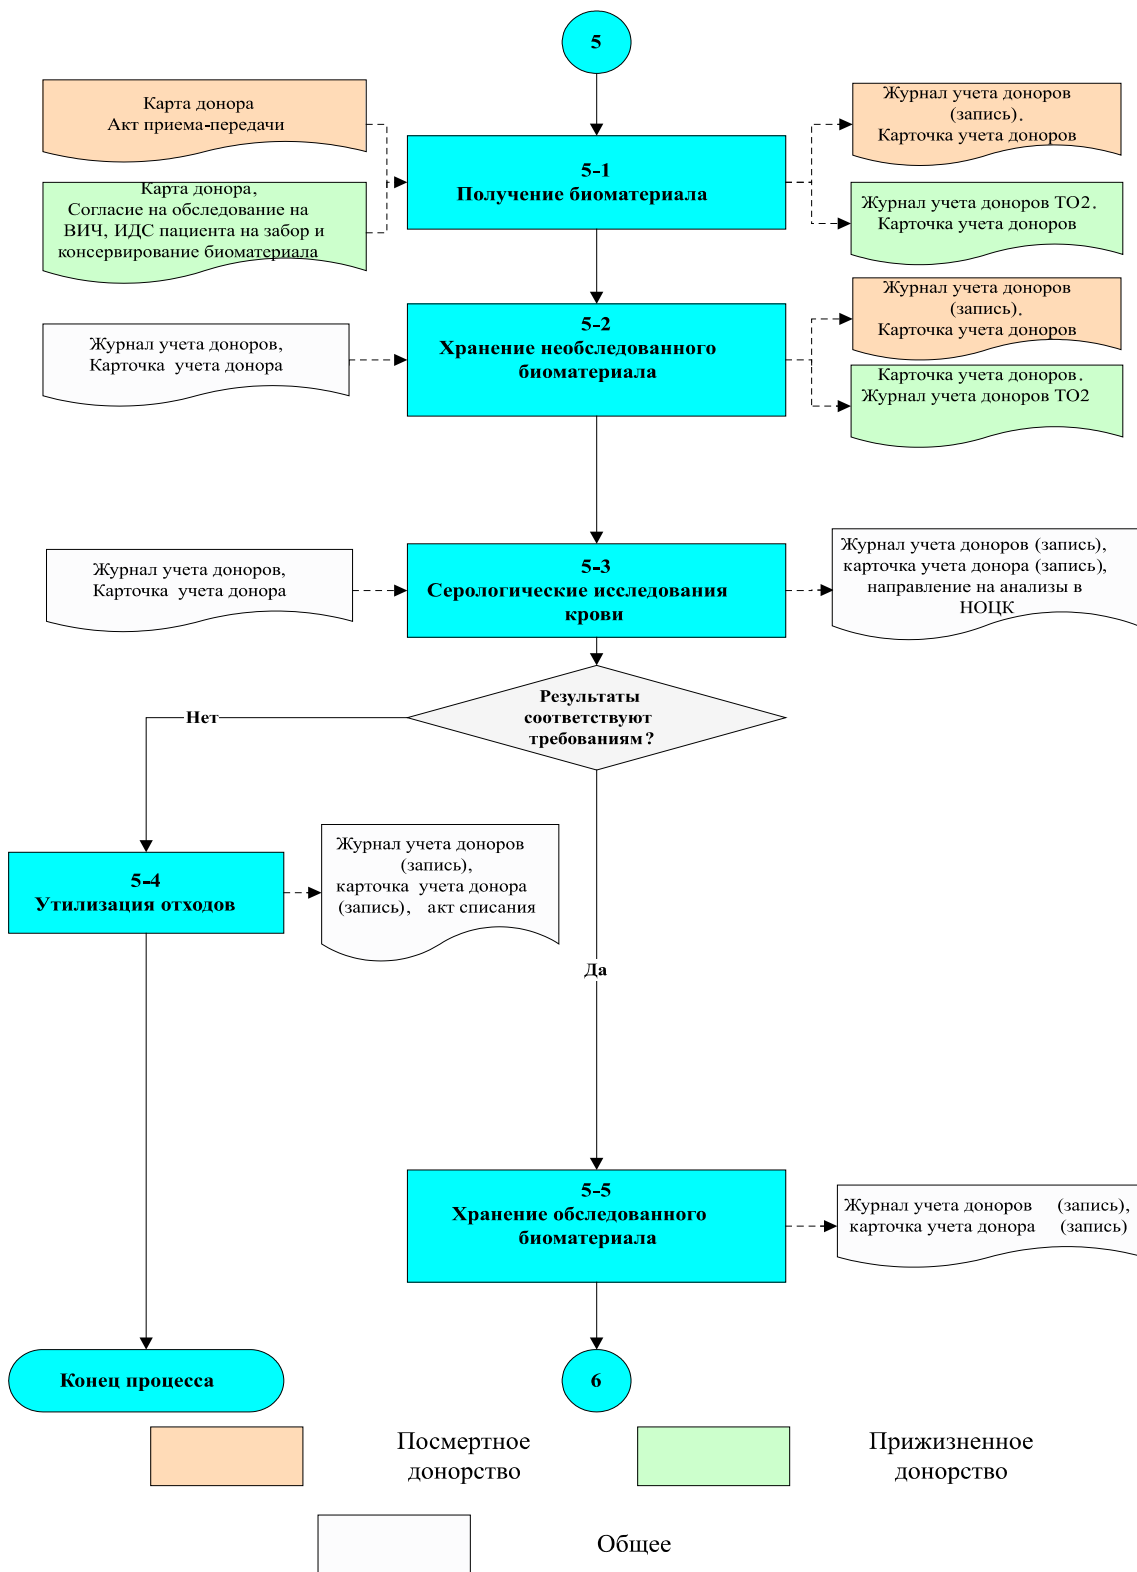 5
Карта донора
Акт приема-передачи
Журнал учета доноров
(запись).
Карточка учета доноров
5-1
Получение биоматериала
Карта донора,
Согласие на обследование на
ВИЧ, ИДС пациента на забор и
консервирование биоматериала
Журнал учета доноров ТО2.
Карточка учета доноров
5-2
Хранение необследованного
биоматериала
Журнал учета доноров,
Карточка учета донора
Журнал учета доноров
(запись).
Карточка учета доноров
Карточка учета доноров.
Журнал учета доноров ТО2
5-3
Серологические исследования
крови
Журнал учета доноров,
Карточка учета донора
Журнал учета доноров (запись),
карточка учета донора (запись),
направление на анализы в
НОЦК
Результаты
соответствуют
требованиям?
Нет
5-4
Утилизация отходов
Журнал учета доноров
(запись),
карточка учета донора
(запись), акт списания
Да
5-5
Хранение обследованного
биоматериала
Журнал учета доноров (запись),
карточка учета донора (запись)
Конец процесса
6
Посмертное
донорство
Прижизненное
донорство
Общее